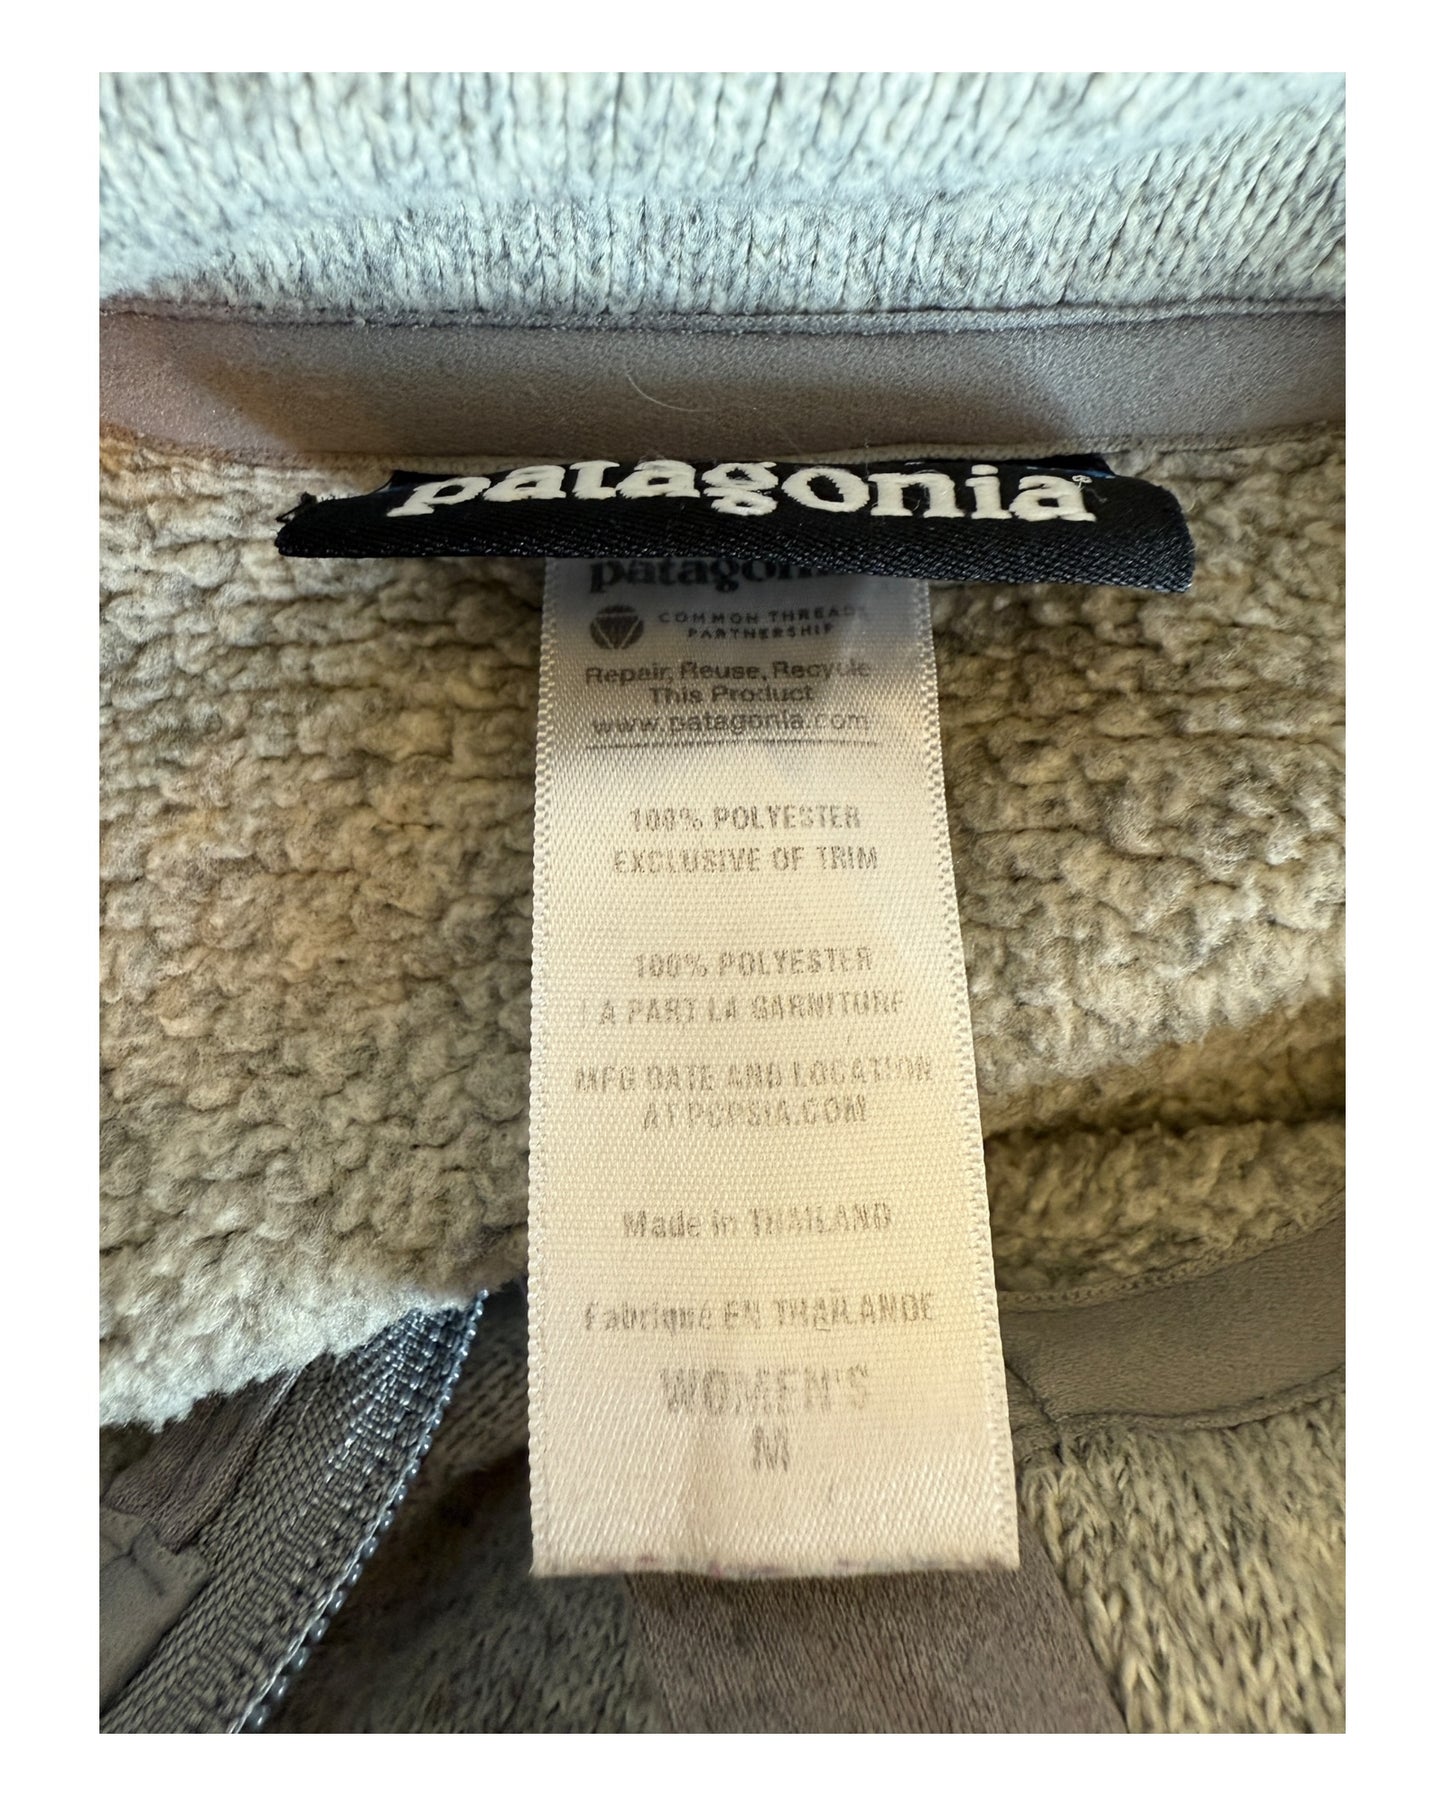 patagonia®
patagonia
COMMON THREADS
PARTNERSHIP
Repair, Reuse, Recycle
This Product
www.patagonia.com
100% POLYESTER
EXCLUSIVE OF TRIM
100% POLYESTER
A PART LA GARNITURE
MFG DATE AND LOCATION
AT PCPSIA.COM
Made in THAILAND
Fabriqué EN THAÏLANDE
WOMEN'S
M